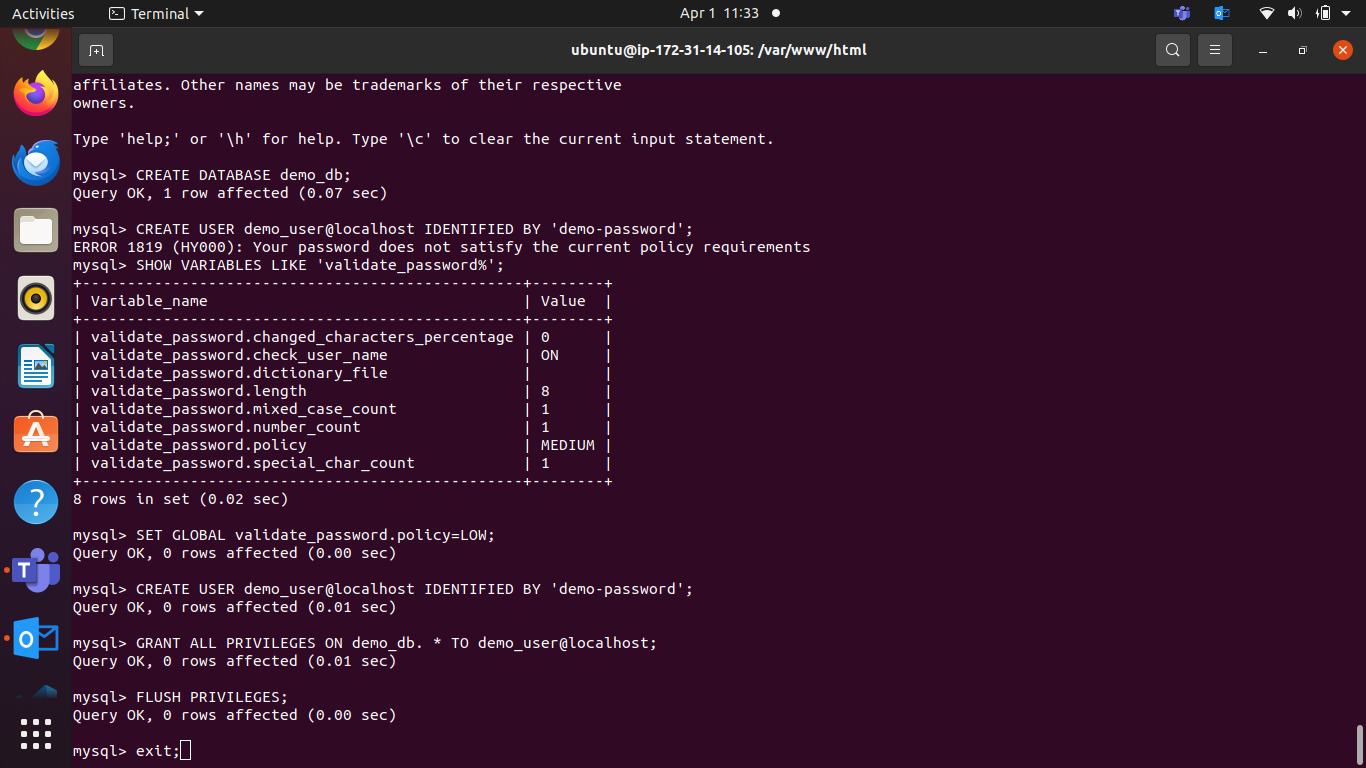 Activities Terminal Apr 1 11:33
ubuntu@ip-172-31-14-105: /var/www/html
affiliates. Other names may be trademarks of their respective
owners.
Type 'help;' or '\h' for help. Type '\c' to clear the current input statement.
mysql> CREATE DATABASE demo_db;
Query OK, 1 row affected (0.07 sec)
mysql> CREATE USER demo_user@localhost IDENTIFIED BY 'demo-password';
ERROR 1819 (HY000): Your password does not satisfy the current policy requirements
mysql> SHOW VARIABLES LIKE 'validate_password%';
+-------------------------------------------------+--------+
| Variable_name                                   | Value  |
+-------------------------------------------------+--------+
| validate_password.changed_characters_percentage | 0      |
| validate_password.check_user_name               | ON     |
| validate_password.dictionary_file               |        |
| validate_password.length                        | 8      |
| validate_password.mixed_case_count              | 1      |
| validate_password.number_count                  | 1      |
| validate_password.policy                        | MEDIUM |
| validate_password.special_char_count            | 1      |
+-------------------------------------------------+--------+
8 rows in set (0.02 sec)
mysql> SET GLOBAL validate_password.policy=LOW;
Query OK, 0 rows affected (0.00 sec)
mysql> CREATE USER demo_user@localhost IDENTIFIED BY 'demo-password';
Query OK, 0 rows affected (0.01 sec)
mysql> GRANT ALL PRIVILEGES ON demo_db. * TO demo_user@localhost;
Query OK, 0 rows affected (0.01 sec)
mysql> FLUSH PRIVILEGES;
Query OK, 0 rows affected (0.00 sec)
mysql> exit;